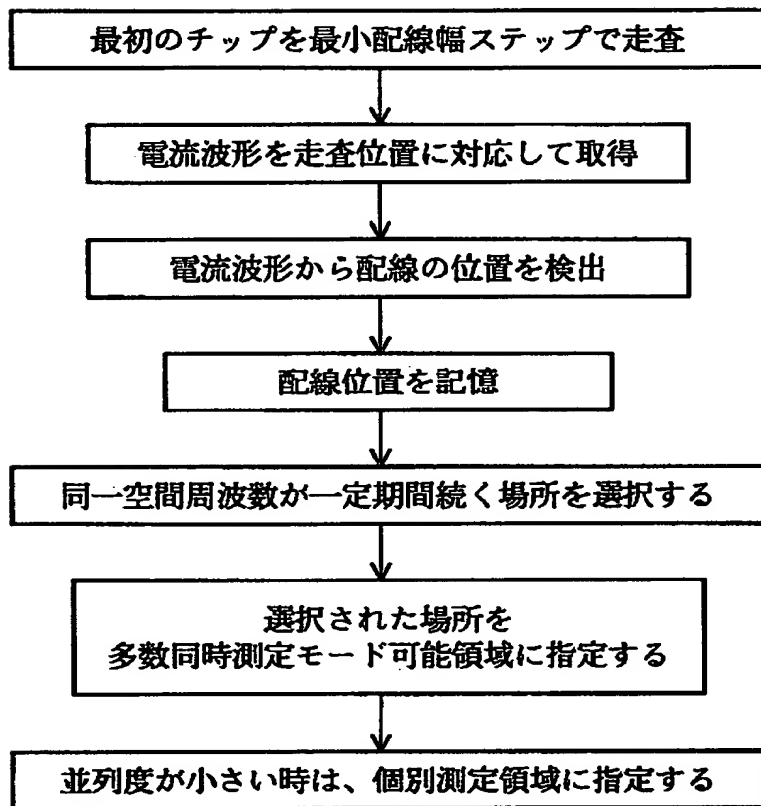 最初のチップを最小配線幅ステップで走査
電流波形を走査位置に対応して取得
電流波形から配線の位置を検出
配線位置を記憶
同一空間周波数が一定期間続く場所を選択する
選択された場所を
多数同時測定モード可能領域に指定する
並列度が小さい時は、個別測定領域に指定する